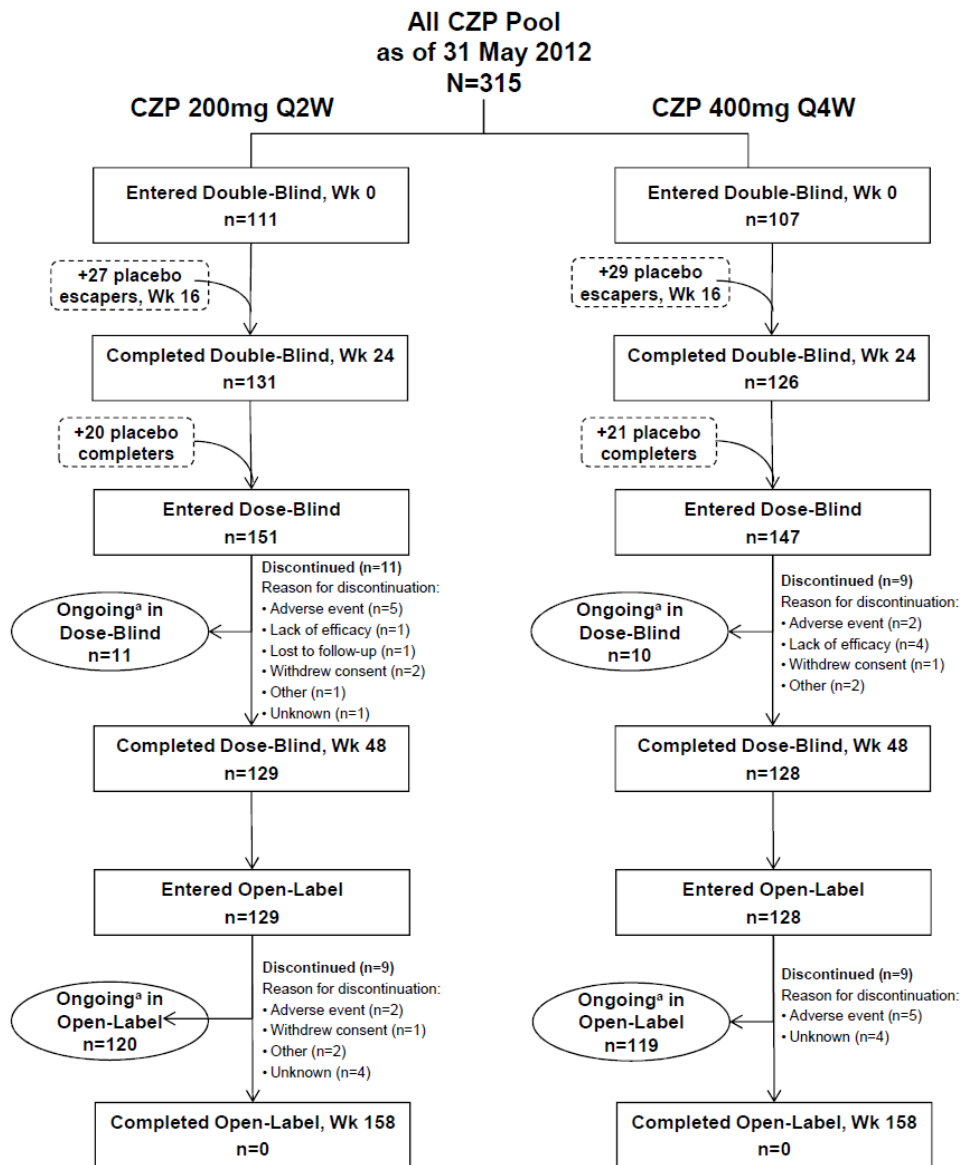 All CZP Pool
as of 31 May 2012
N=315
CZP 200mg Q2W
CZP 400mg Q4W
Entered Double-Blind, Wk 0
n=111
+27 placebo
escapers, Wk 16
Completed Double-Blind, Wk 24
n=131
+20 placebo
completers
Entered Dose-Blind
n=151
Discontinued (n=11)
Reason for discontinuation:
• Adverse event (n=5)
• Lack of efficacy (n=1)
• Lost to follow-up (n=1)
• Withdrew consent (n=2)
• Other (n=1)
• Unknown (n=1)
Ongoingᵃ in
Dose-Blind
n=11
Completed Dose-Blind, Wk 48
n=129
Entered Open-Label
n=129
Discontinued (n=9)
Reason for discontinuation:
• Adverse event (n=2)
• Withdrew consent (n=1)
• Other (n=2)
• Unknown (n=4)
Ongoingᵃ in
Open-Label
n=120
Completed Open-Label, Wk 158
n=0
Entered Double-Blind, Wk 0
n=107
+29 placebo
escapers, Wk 16
Completed Double-Blind, Wk 24
n=126
+21 placebo
completers
Entered Dose-Blind
n=147
Discontinued (n=9)
Reason for discontinuation:
• Adverse event (n=2)
• Lack of efficacy (n=4)
• Withdrew consent (n=1)
• Other (n=2)
Ongoingᵃ in
Dose-Blind
n=10
Completed Dose-Blind, Wk 48
n=128
Entered Open-Label
n=128
Discontinued (n=9)
Reason for discontinuation:
• Adverse event (n=5)
• Unknown (n=4)
Ongoingᵃ in
Open-Label
n=119
Completed Open-Label, Wk 158
n=0